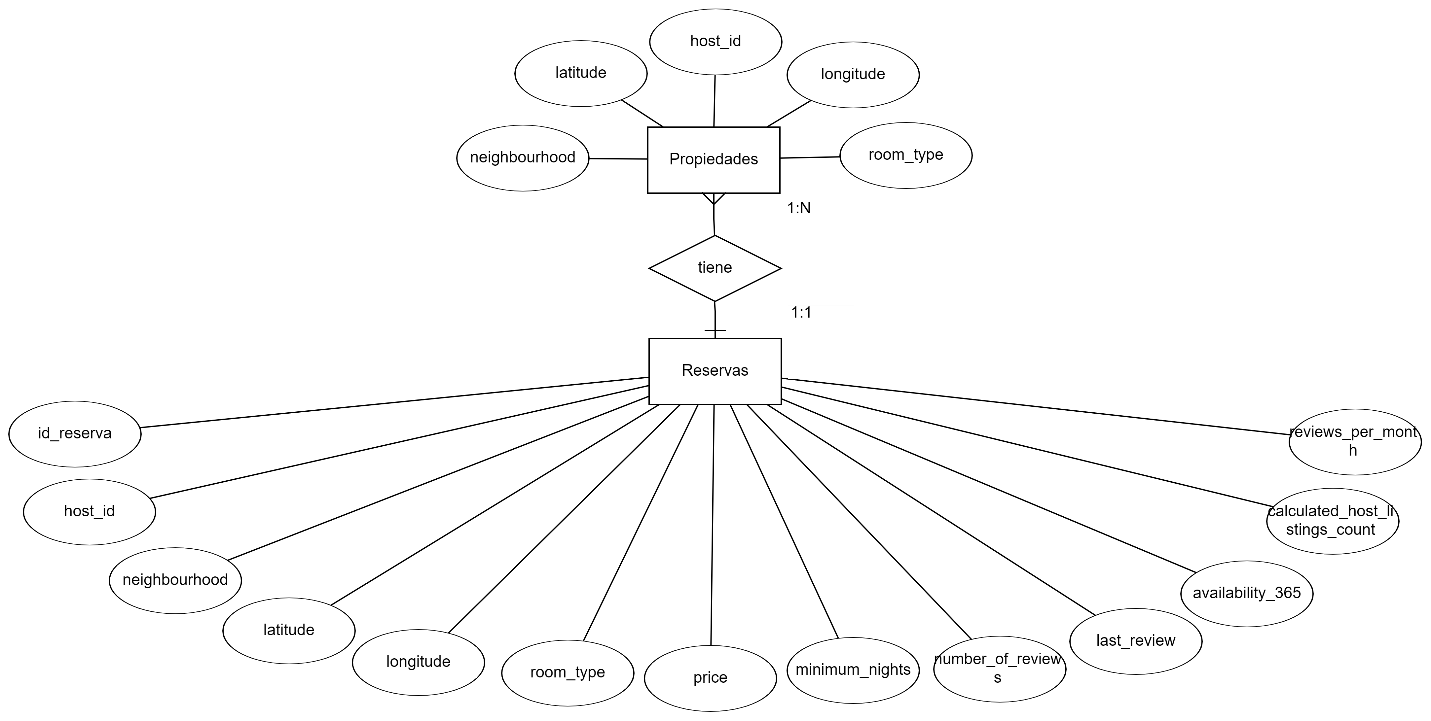 host_id
latitude
longitude
neighbourhood
Propiedades
room_type
1:N
tiene
1:1
Reservas
id_reserva
host_id
neighbourhood
latitude
longitude
room_type
price
minimum_nights
number_of_review
s
last_review
availability_365
calculated_host_li
stings_count
reviews_per_mont
h